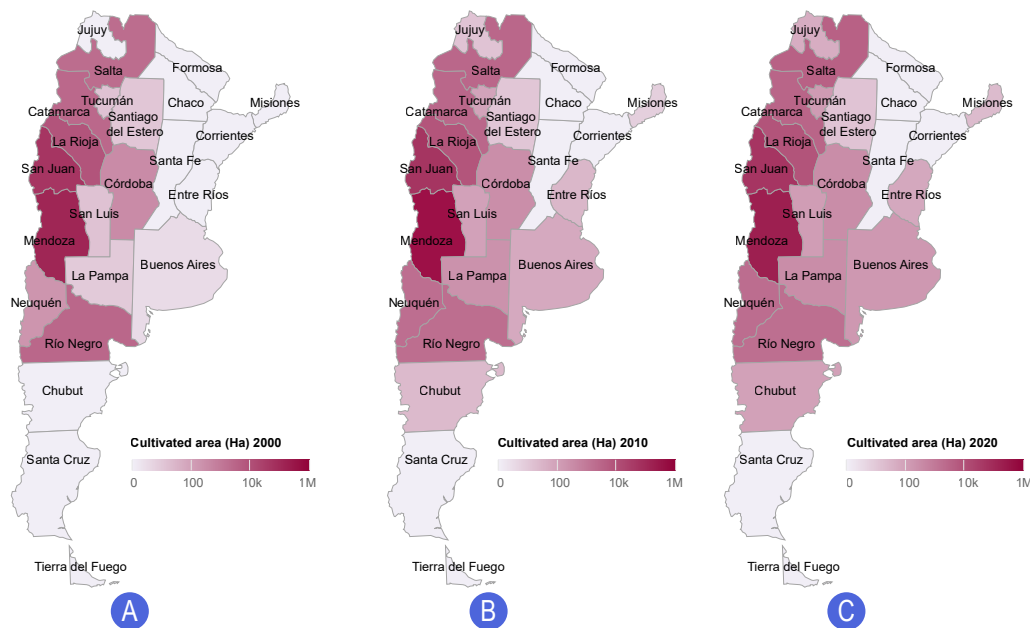 Jujuy
Salta
Formosa
Tucumán
Chaco
Misiones
Catamarca
Santiago
del Estero
Corrientes
La Rioja
Santa Fe
San Juan
Córdoba
Entre Ríos
San Luis
Mendoza
Buenos Aires
La Pampa
Neuquén
Río Negro
Chubut
Cultivated area (Ha) 2000
Santa Cruz
0 100 10k 1M
Tierra del Fuego
A
Jujuy
Salta
Formosa
Tucumán
Chaco
Misiones
Catamarca
Santiago
del Estero
Corrientes
La Rioja
Santa Fe
San Juan
Córdoba
Entre Ríos
San Luis
Mendoza
Buenos Aires
La Pampa
Neuquén
Río Negro
Chubut
Cultivated area (Ha) 2010
Santa Cruz
0 100 10k 1M
Tierra del Fuego
B
Jujuy
Salta
Formosa
Tucumán
Chaco
Misiones
Catamarca
Santiago
del Estero
Corrientes
La Rioja
Santa Fe
San Juan
Córdoba
Entre Ríos
San Luis
Mendoza
Buenos Aires
La Pampa
Neuquén
Río Negro
Chubut
Cultivated area (Ha) 2020
Santa Cruz
0 100 10k 1M
Tierra del Fuego
C